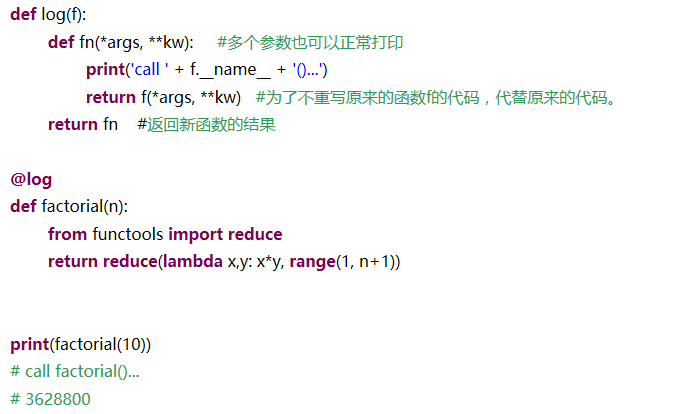 def log(f):
    def fn(*args, **kw):     #多个参数也可以正常打印
        print('call ' + f.__name__ + '()...')
        return f(*args, **kw)   #为了不重写原来的函数f的代码，代替原来的代码。
    return fn    #返回新函数的结果
@log
def factorial(n):
    from functools import reduce
    return reduce(lambda x,y: x*y, range(1, n+1))
print(factorial(10))
# call factorial()...
# 3628800